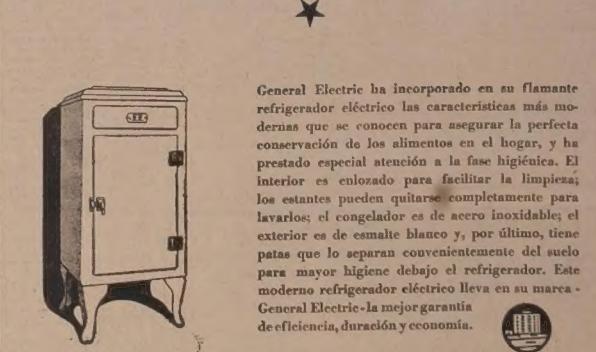 General Electric ha incorporado en su flamante
refrigerador eléctrico las características más mo-
dernas que se conocen para asegurar la perfecta
conservación de los alimentos en el hogar, y ha
prestado especial atención a la fase higiénica. El
interior es enlozado para facilitar la limpieza;
los estantes pueden quitarse completamente para
lavarlos; el congelador es de acero inoxidable; el
exterior es de esmalte blanco y, por último, tiene
patas que lo separan convenientemente del suelo
para mayor higiene debajo el refrigerador. Este
moderno refrigerador eléctrico lleva en su marca -
General Electric - la mejor garantía
de eficiencia, duración y economía.